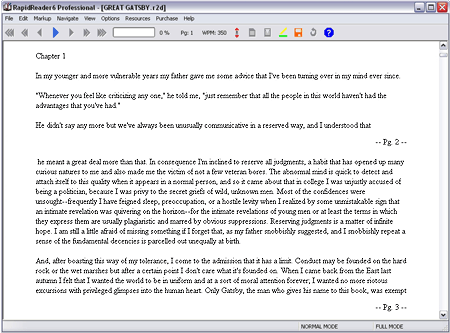 RapidReader6 Professional - [GREAT GATSBY.r2d]
File Edit Markup Navigate View Options Resources Purchase Help
0 % Pg: 1 WPM: 350
Chapter 1
In my younger and more vulnerable years my father gave me some advice that I've been turning over in my mind ever since.
"Whenever you feel like criticizing any one," he told me, "just remember that all the people in this world haven't had the
advantages that you've had."
He didn't say any more but we've always been unusually communicative in a reserved way, and I understood that
-- Pg. 2 --
he meant a great deal more than that. In consequence I'm inclined to reserve all judgments, a habit that has opened up many
curious natures to me and also made me the victim of not a few veteran bores. The abnormal mind is quick to detect and
attach itself to this quality when it appears in a normal person, and so it came about that in college I was unjustly accused of
being a politician, because I was privy to the secret griefs of wild, unknown men. Most of the confidences were
unsought--frequently I have feigned sleep, preoccupation, or a hostile levity when I realized by some unmistakable sign that
an intimate revelation was quivering on the horizon--for the intimate revelations of young men or at least the terms in which
they express them are usually plagiaristic and marred by obvious suppressions. Reserving judgments is a matter of infinite
hope. I am still a little afraid of missing something if I forget that, as my father snobbishly suggested, and I snobbishly repeat a
sense of the fundamental decencies is parcelled out unequally at birth.
And, after boasting this way of my tolerance, I come to the admission that it has a limit. Conduct may be founded on the hard
rock or the wet marshes but after a certain point I don't care what it's founded on. When I came back from the East last
autumn I felt that I wanted the world to be in uniform and at a sort of moral attention forever; I wanted no more riotous
excursions with privileged glimpses into the human heart. Only Gatsby, the man who gives his name to this book, was exempt
-- Pg. 3 --
NORMAL MODE FULL MODE